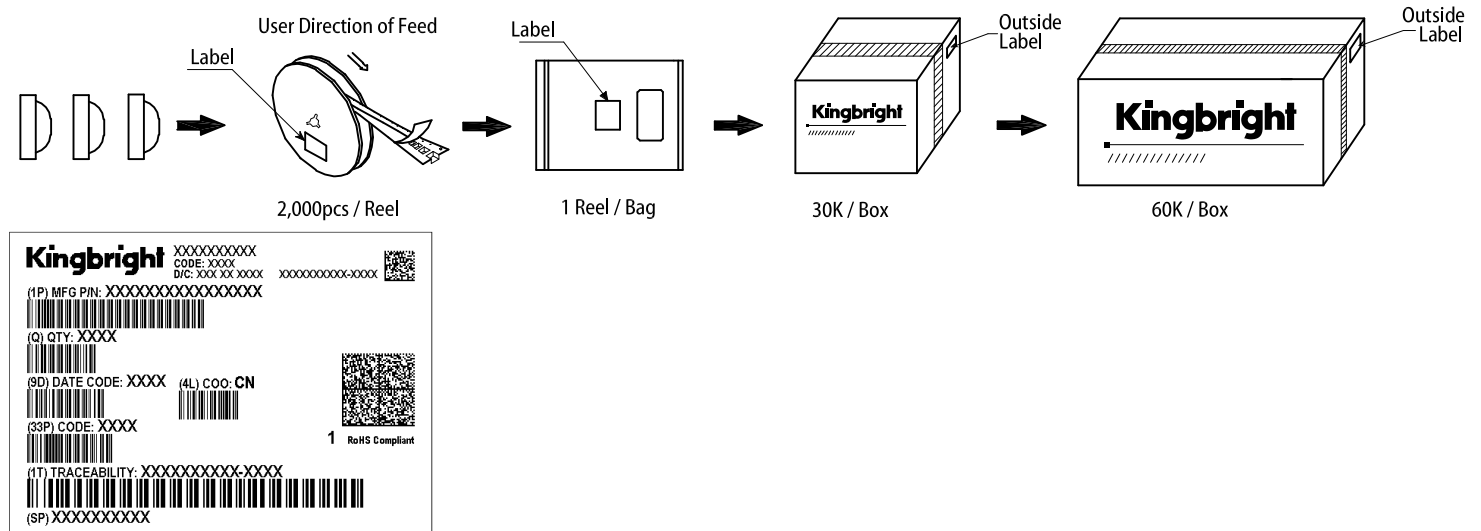 User Direction of Feed
Label
Label
Outside
Label
Outside
Label
Kingbright
Kingbright
2,000pcs / Reel
1 Reel / Bag
30K / Box
60K / Box
Kingbright XXXXXXXXXX
CODE: XXXX
D/C: XXX XX XXXX XXXXXXXXXX-XXXX
(1P) MFG P/N: XXXXXXXXXXXXXXXX
(Q) QTY: XXXX
(9D) DATE CODE: XXXX (4L) COO: CN
(33P) CODE: XXXX
1 RoHS Compliant
(1T) TRACEABILITY: XXXXXXXXXX-XXXX
(SP) XXXXXXXXXX